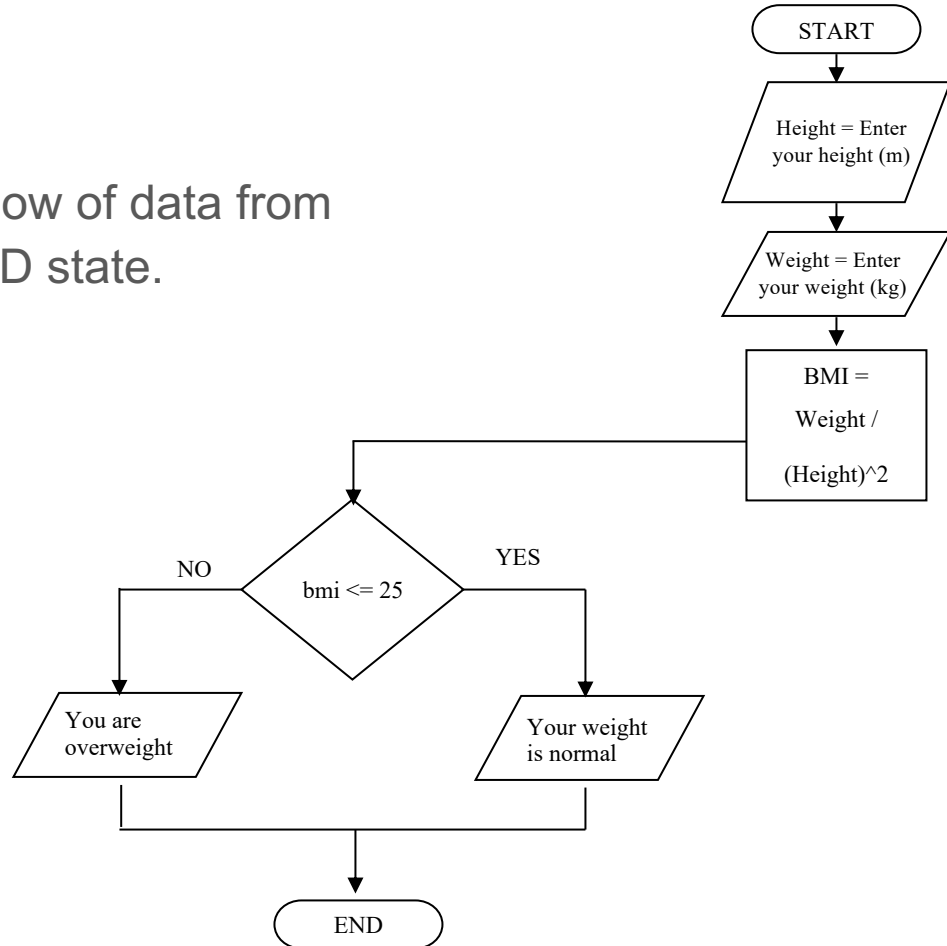 START
Height = Enter
your height (m)
ow of data from
D state.
Weight = Enter
your weight (kg)
BMI =
Weight /
(Height)^2
NO
YES
bmi <= 25
You are
overweight
Your weight
is normal
END